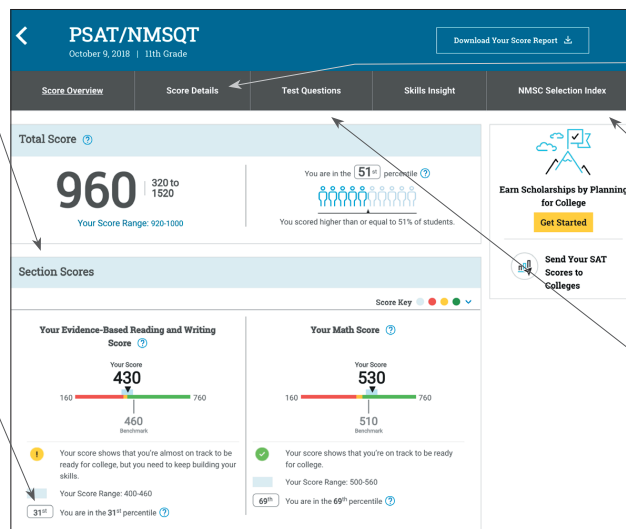 PSAT/NMSQT
October 9, 2018 | 11th Grade
Download Your Score Report
Score Overview
Score Details
Test Questions
Skills Insight
NMSC Selection Index
Total Score ?
960
320 to
1520
Your Score Range: 920-1000
You are in the 51st percentile ?
You scored higher than or equal to 51% of students.
Earn Scholarships by Planning
for College
Get Started
Send Your SAT
Scores to
Colleges
Section Scores
Score Key
Your Evidence-Based Reading and Writing
Score ?
Your Score
430
160
760
460
Benchmark
! Your score shows that you're almost on track to be
ready for college, but you need to keep building your
skills.
Your Score Range: 400-460
31st You are in the 31st percentile ?
Your Math Score ?
Your Score
530
160
760
510
Benchmark
Your score shows that you're on track to be ready
for college.
Your Score Range: 500-560
69th You are in the 69th percentile ?